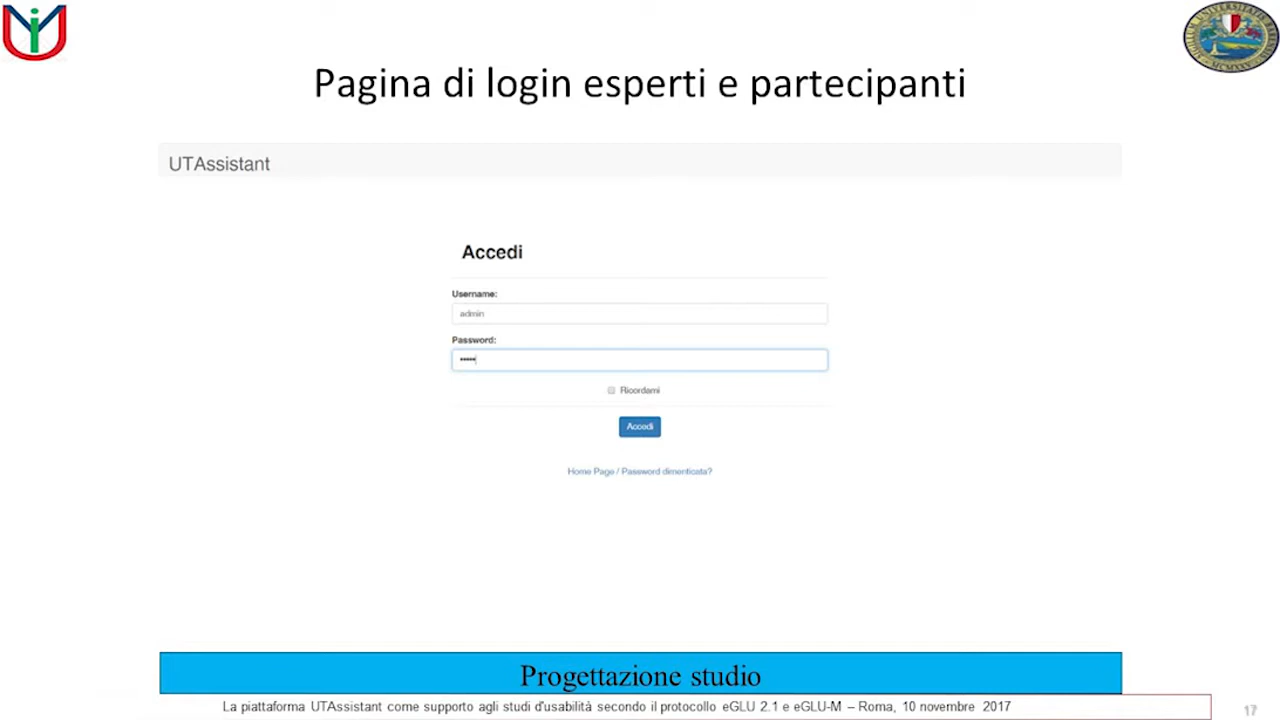 Pagina di login esperti e partecipanti
UTAssistant
Accedi
Username:
admin
Password:
•••••
Ricordami
Accedi
Home Page / Password dimenticata?
Progettazione studio
La piattaforma UTAssistant come supporto agli studi d'usabilità secondo il protocollo eGLU 2.1 e eGLU-M – Roma, 10 novembre 2017
17